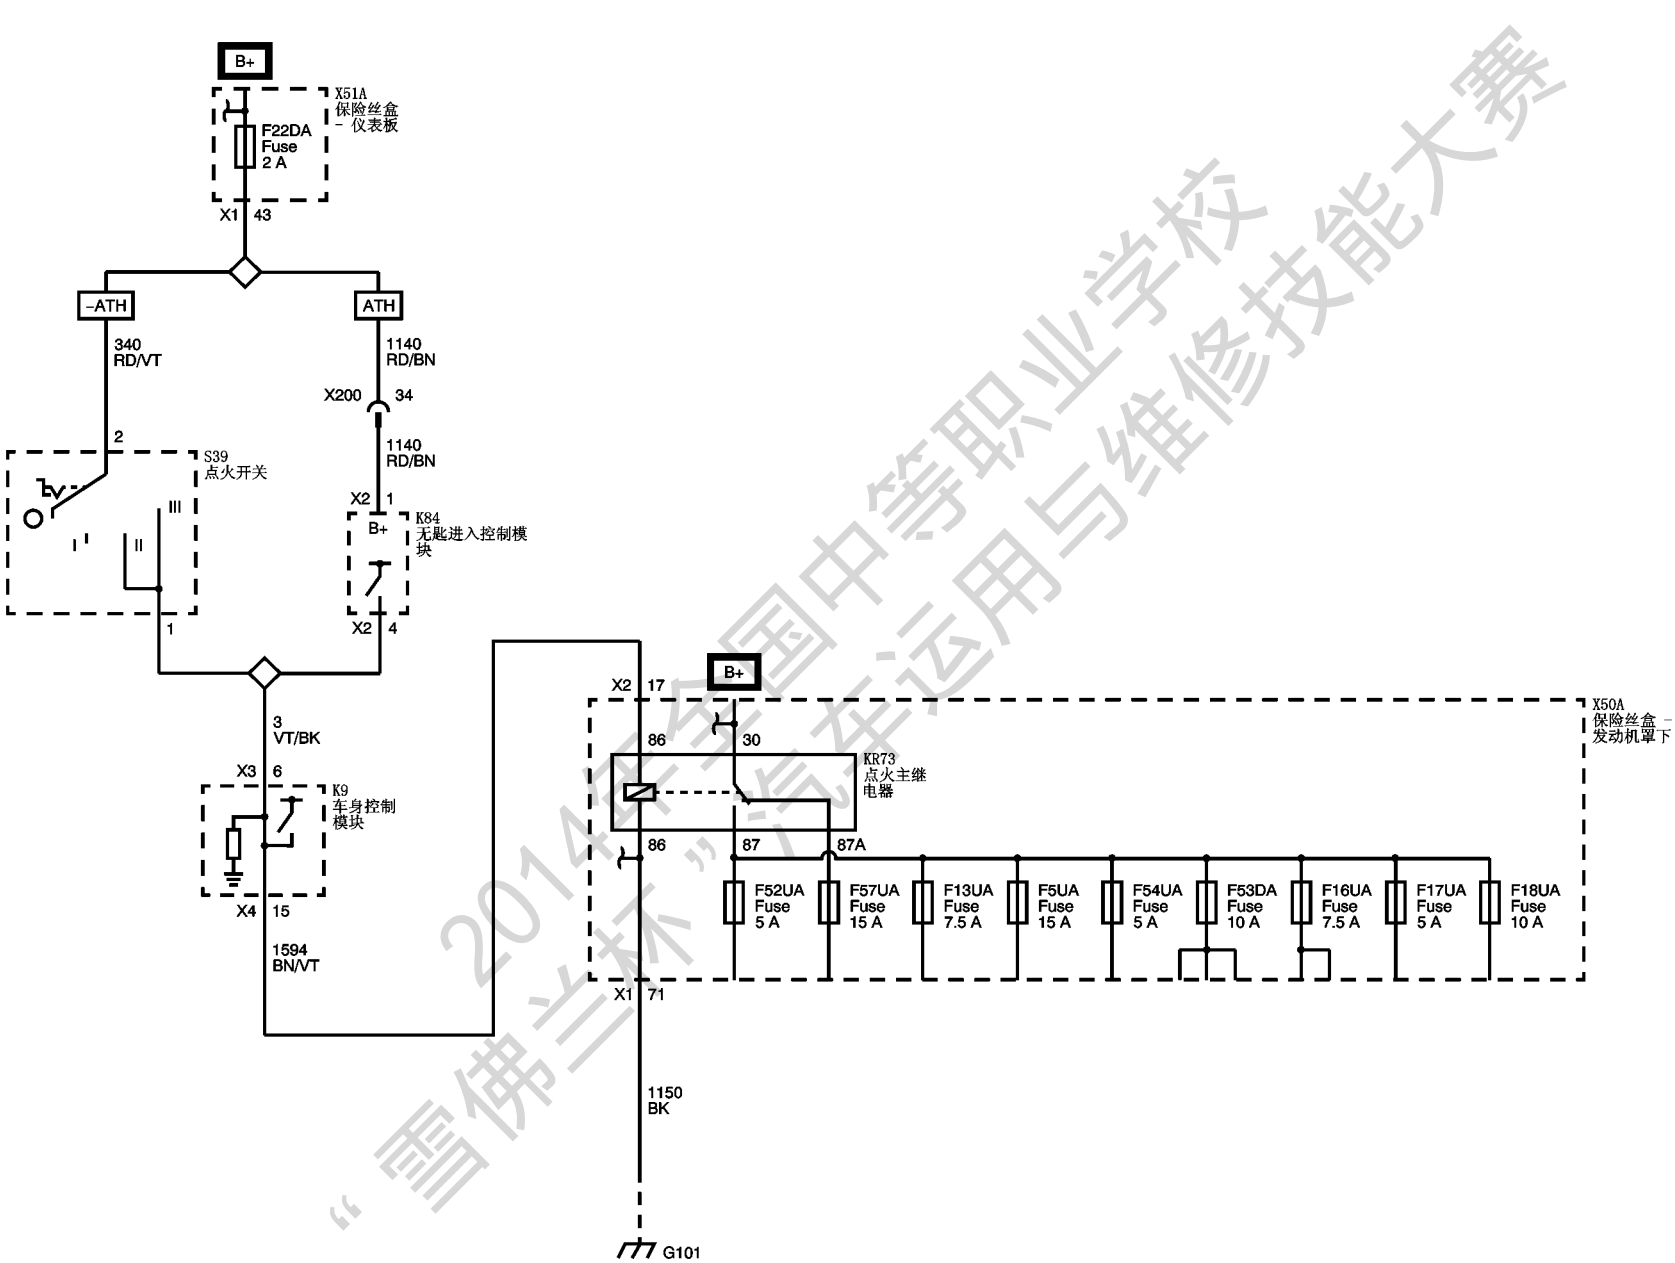 B+
X51A
保险丝盒
- 仪表板
F22DA
Fuse
2 A
X1 43
-ATH
ATH
340
RD/VT
1140
RD/BN
X200 34
1140
RD/BN
2
S39
点火开关
I
I
II
III
1
X2 1
B+
K84
无匙进入控制模
块
X2 4
3
VT/BK
X3 6
K9
车身控制
模块
X4 15
1594
BN/VT
X2 17
B+
X50A
保险丝盒 -
发动机罩下
86
30
KR73
点火主继
电器
86
87
87A
F52UA
Fuse
5 A
F57UA
Fuse
15 A
F13UA
Fuse
7.5 A
F5UA
Fuse
15 A
F54UA
Fuse
5 A
F53DA
Fuse
10 A
F16UA
Fuse
7.5 A
F17UA
Fuse
5 A
F18UA
Fuse
10 A
X1 71
1150
BK
G101
2014年全国中等职业学校
“雪佛兰杯”汽车运用与维修技能大赛